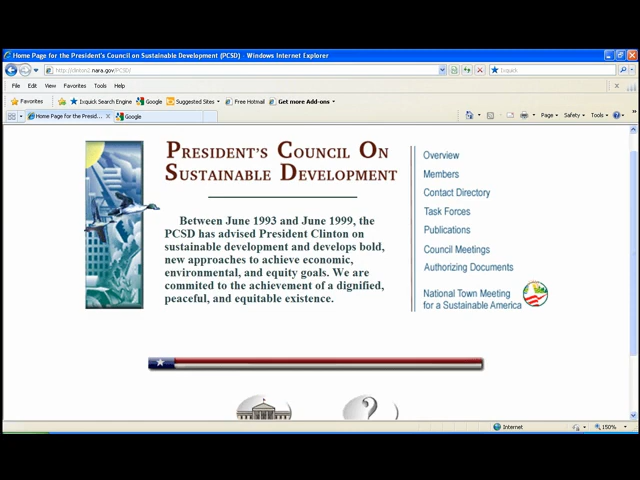 Home Page for the President's Council on Sustainable Development (PCSD) - Windows Internet Explorer
http://clinton2.nara.gov/PCSD/
Ixquick
File Edit View Favorites Tools Help
Favorites Ixquick Search Engine Google Suggested Sites Free Hotmail Get more Add-ons
Home Page for the Presid... Google Page Safety Tools
PRESIDENT'S COUNCIL ON
SUSTAINABLE DEVELOPMENT
Between June 1993 and June 1999, the
PCSD has advised President Clinton on
sustainable development and develops bold,
new approaches to achieve economic,
environmental, and equity goals. We are
commited to the achievement of a dignified,
peaceful, and equitable existence.
Overview
Members
Contact Directory
Task Forces
Publications
Council Meetings
Authorizing Documents
National Town Meeting
for a Sustainable America
?
Internet 150%